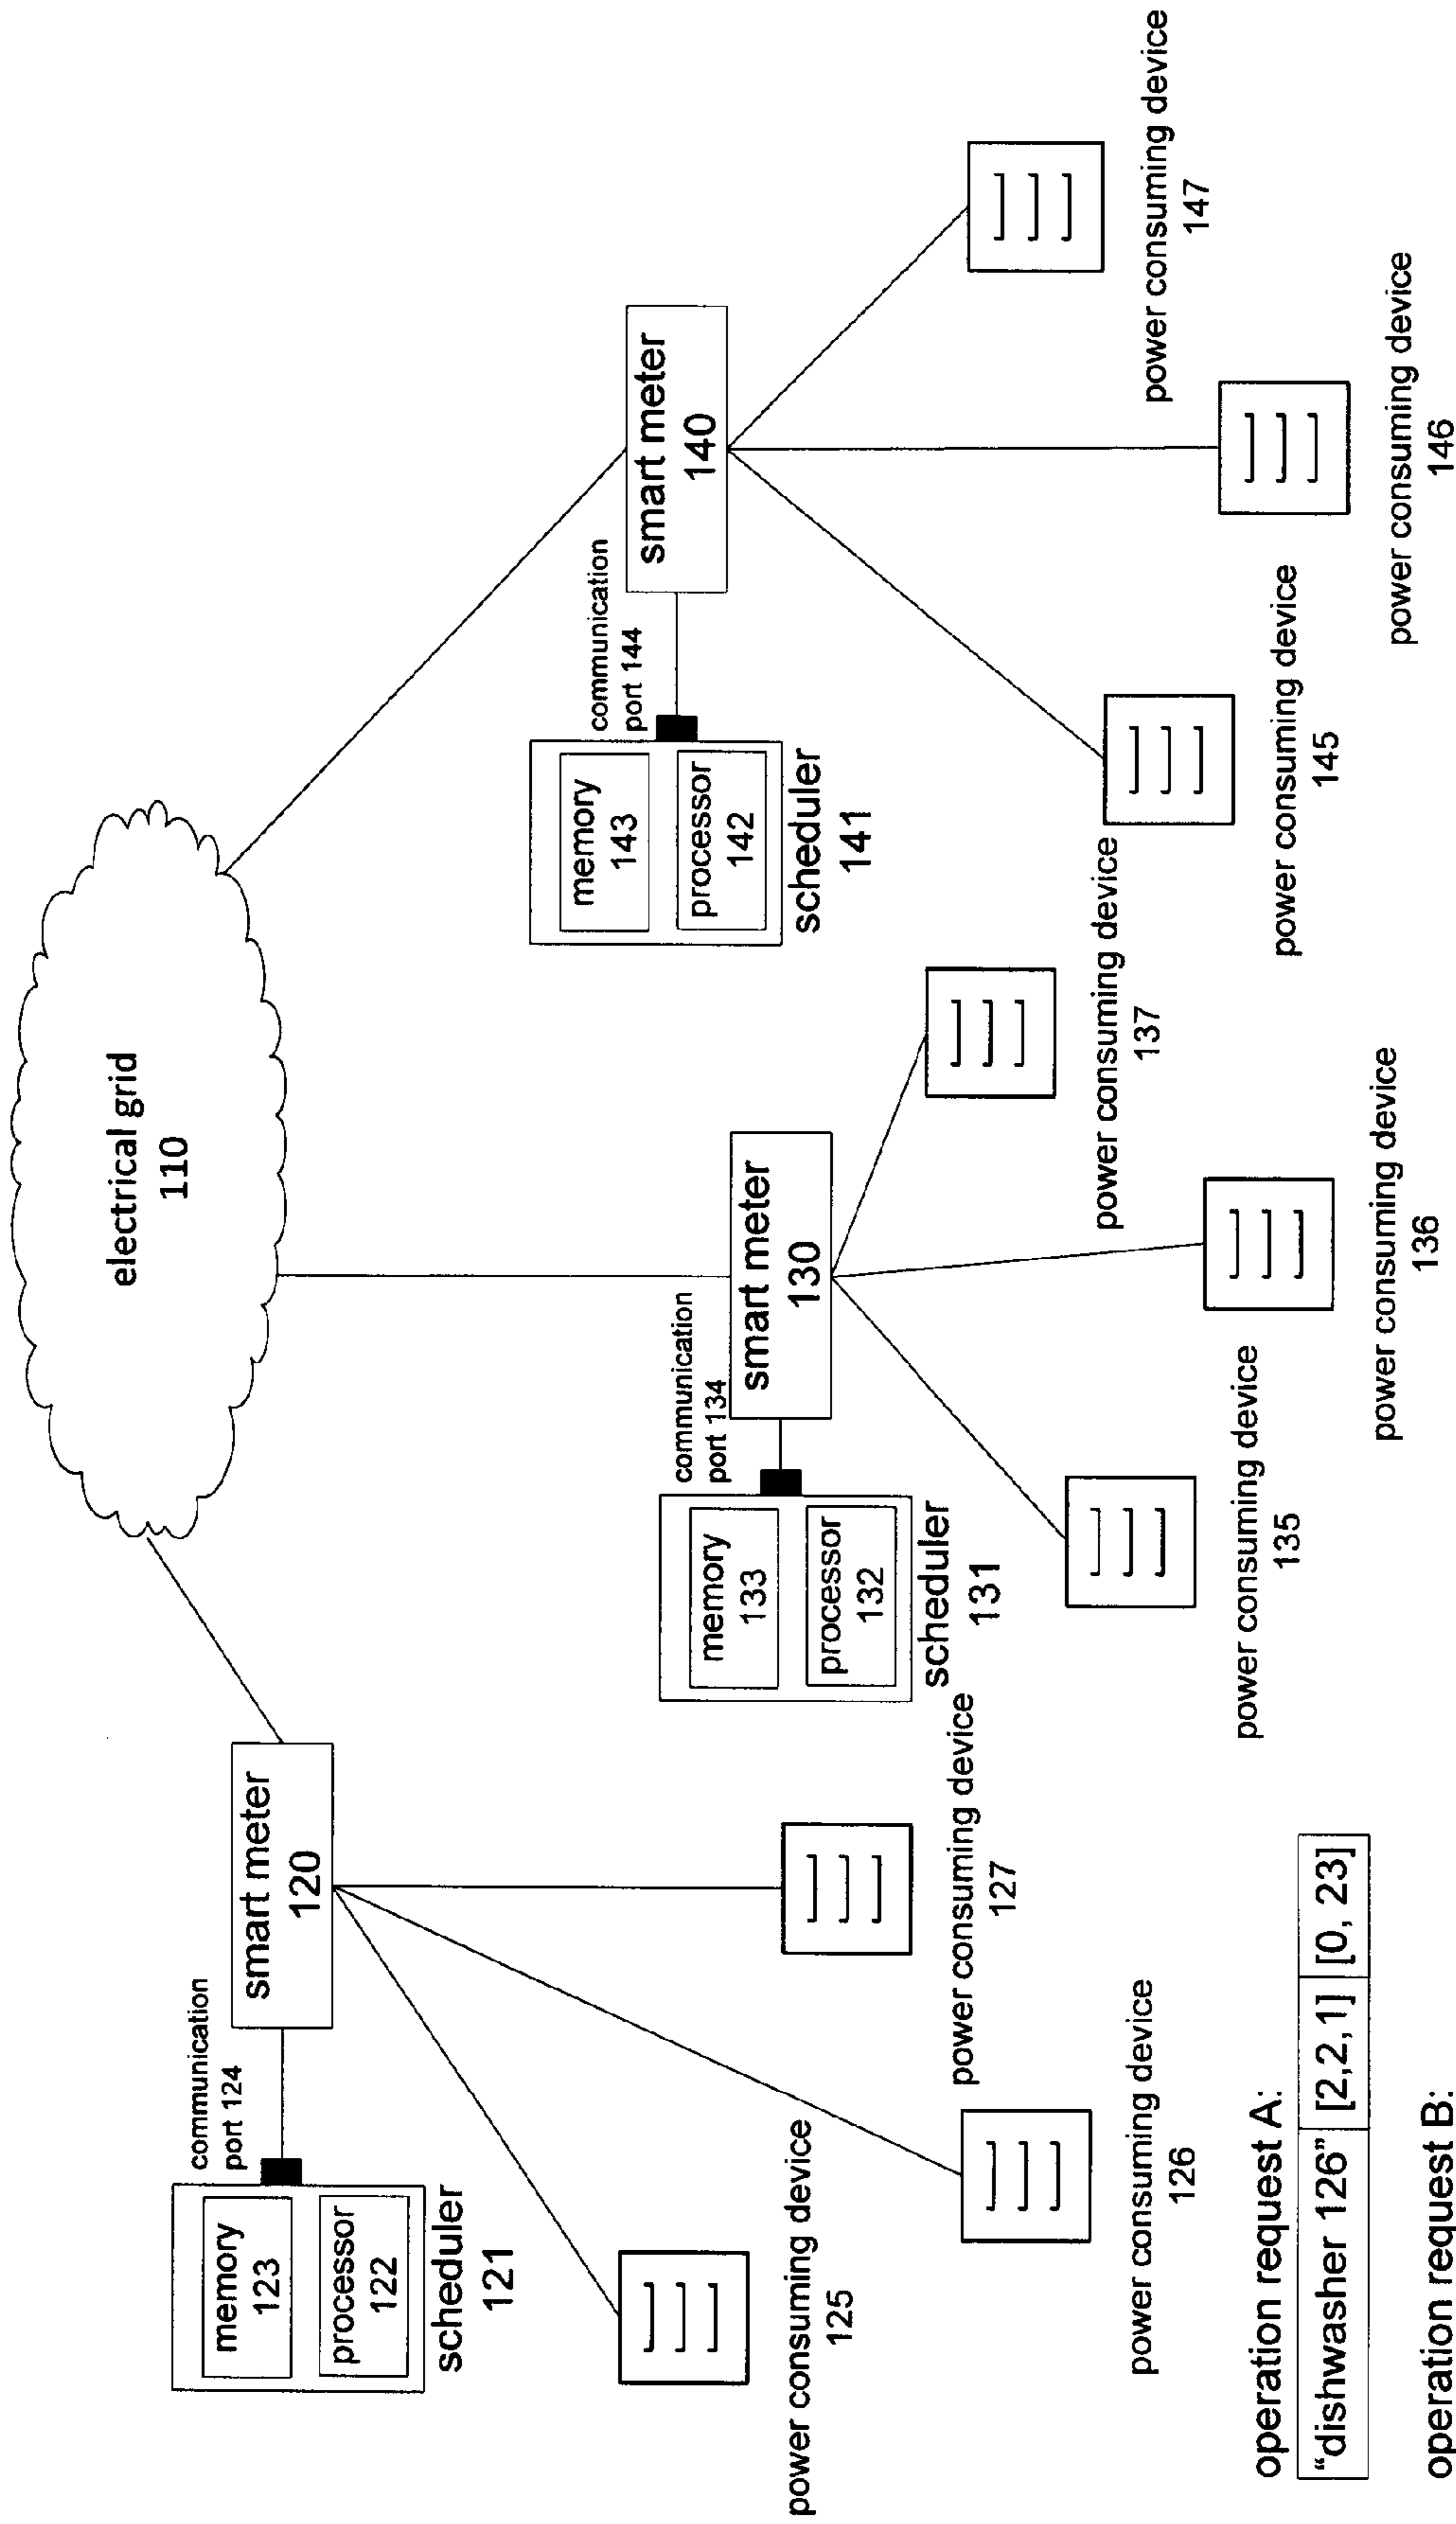 electrical grid
110
communication
port 124
memory
123
processor
122
scheduler
121
smart meter
120
power consuming device
125
power consuming device
126
power consuming device
127
communication
port 134
memory
133
processor
132
scheduler
131
smart meter
130
power consuming device
135
power consuming device
136
power consuming device
137
communication
port 144
memory
143
processor
142
scheduler
141
smart meter
140
power consuming device
145
power consuming device
146
power consuming device
147
operation request A:
“dishwasher 126” [2,2,1] [0, 23]
operation request B: